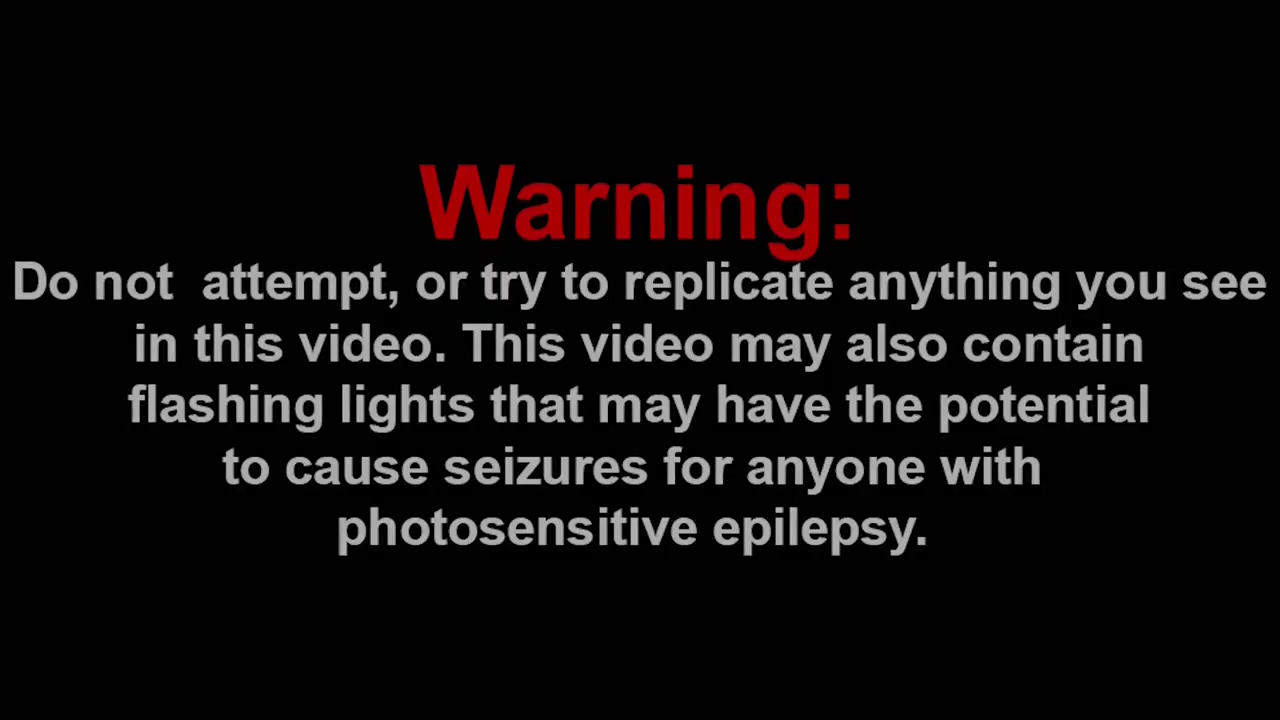 Warning:
Do not  attempt, or try to replicate anything you see
in this video. This video may also contain
flashing lights that may have the potential
to cause seizures for anyone with
photosensitive epilepsy.